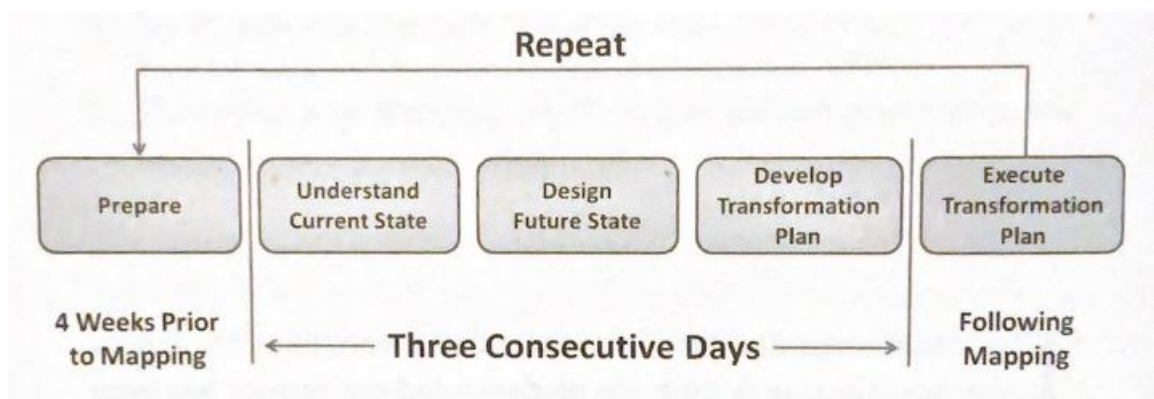 Repeat
Prepare
Understand
Current State
Design
Future State
Develop
Transformation
Plan
Execute
Transformation
Plan
4 Weeks Prior
to Mapping
Three Consecutive Days
Following
Mapping